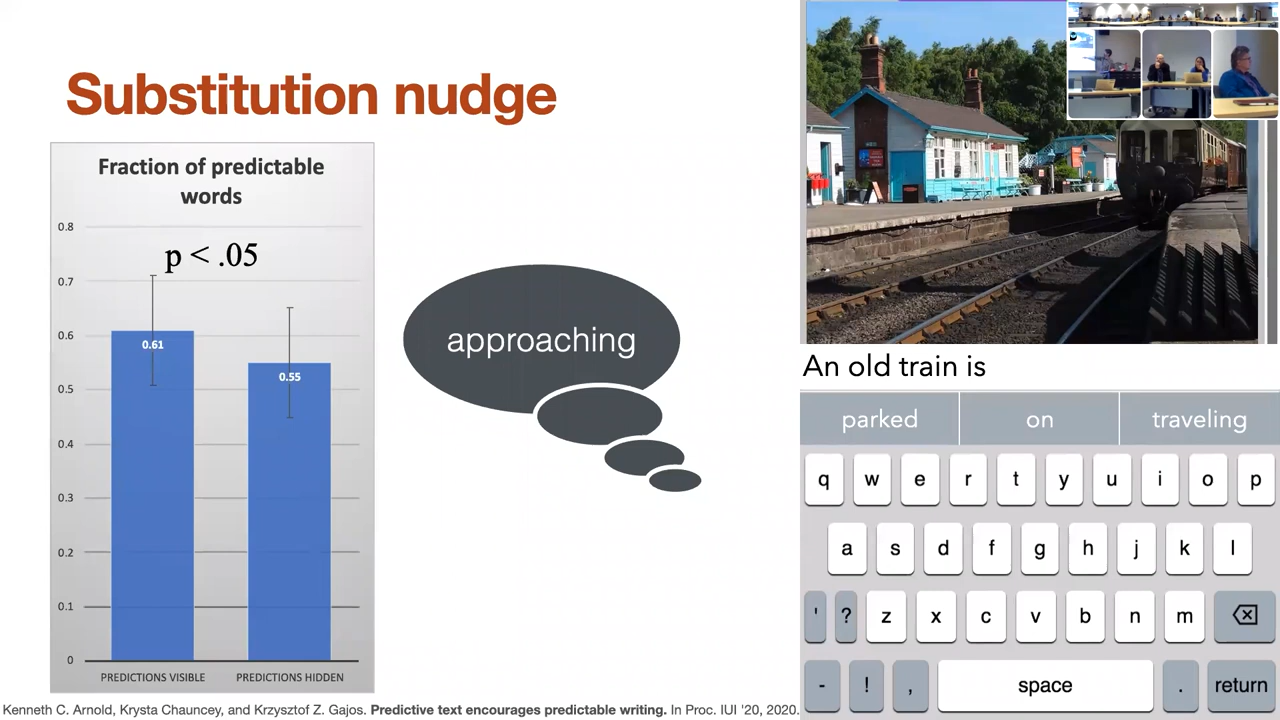 Substitution nudge
Fraction of predictable
words
p < .05
0.8
0.7
0.6
0.5
0.4
0.3
0.2
0.1
0
0.61
0.55
PREDICTIONS VISIBLE
PREDICTIONS HIDDEN
approaching
An old train is
parked on traveling
q w e r t y u i o p
a s d f g h j k l
' ? z x c v b n m
- ! , space . return
Kenneth C. Arnold, Krysta Chauncey, and Krzysztof Z. Gajos. Predictive text encourages predictable writing. In Proc. IUI '20, 2020.